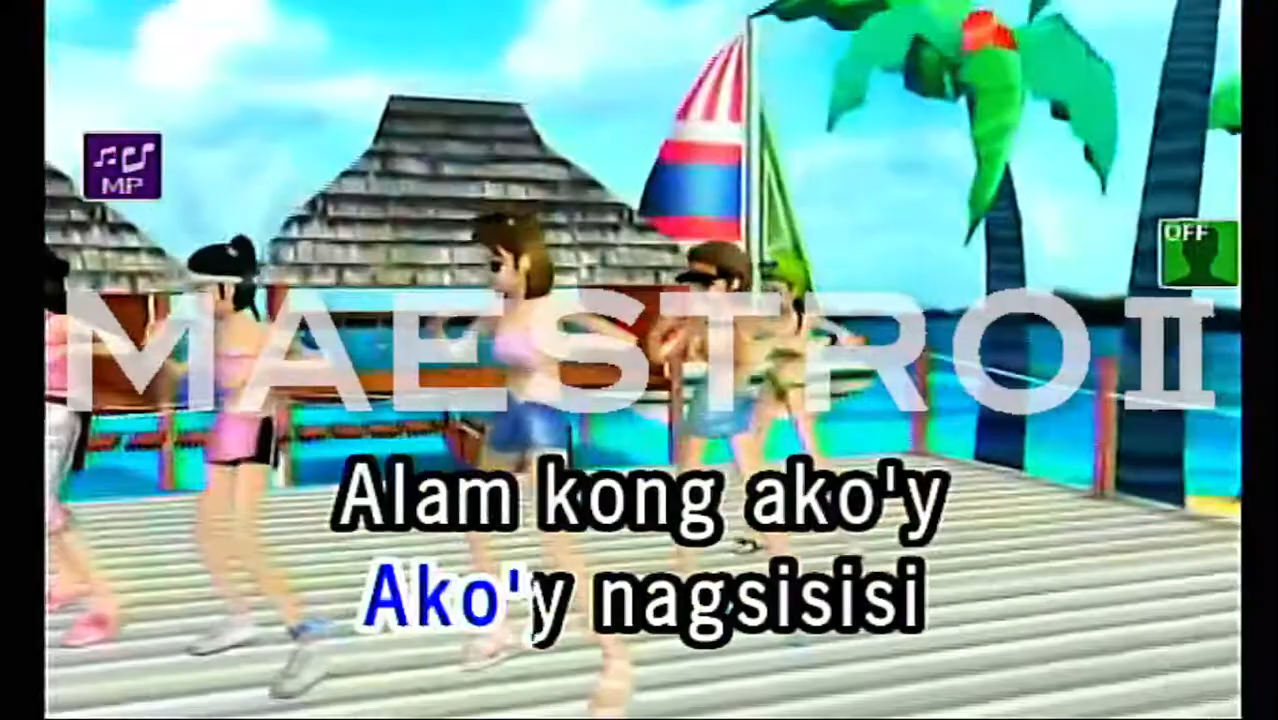 MP
OFF
MAESTRO II
Alam kong ako'y
Ako'y nagsisisi